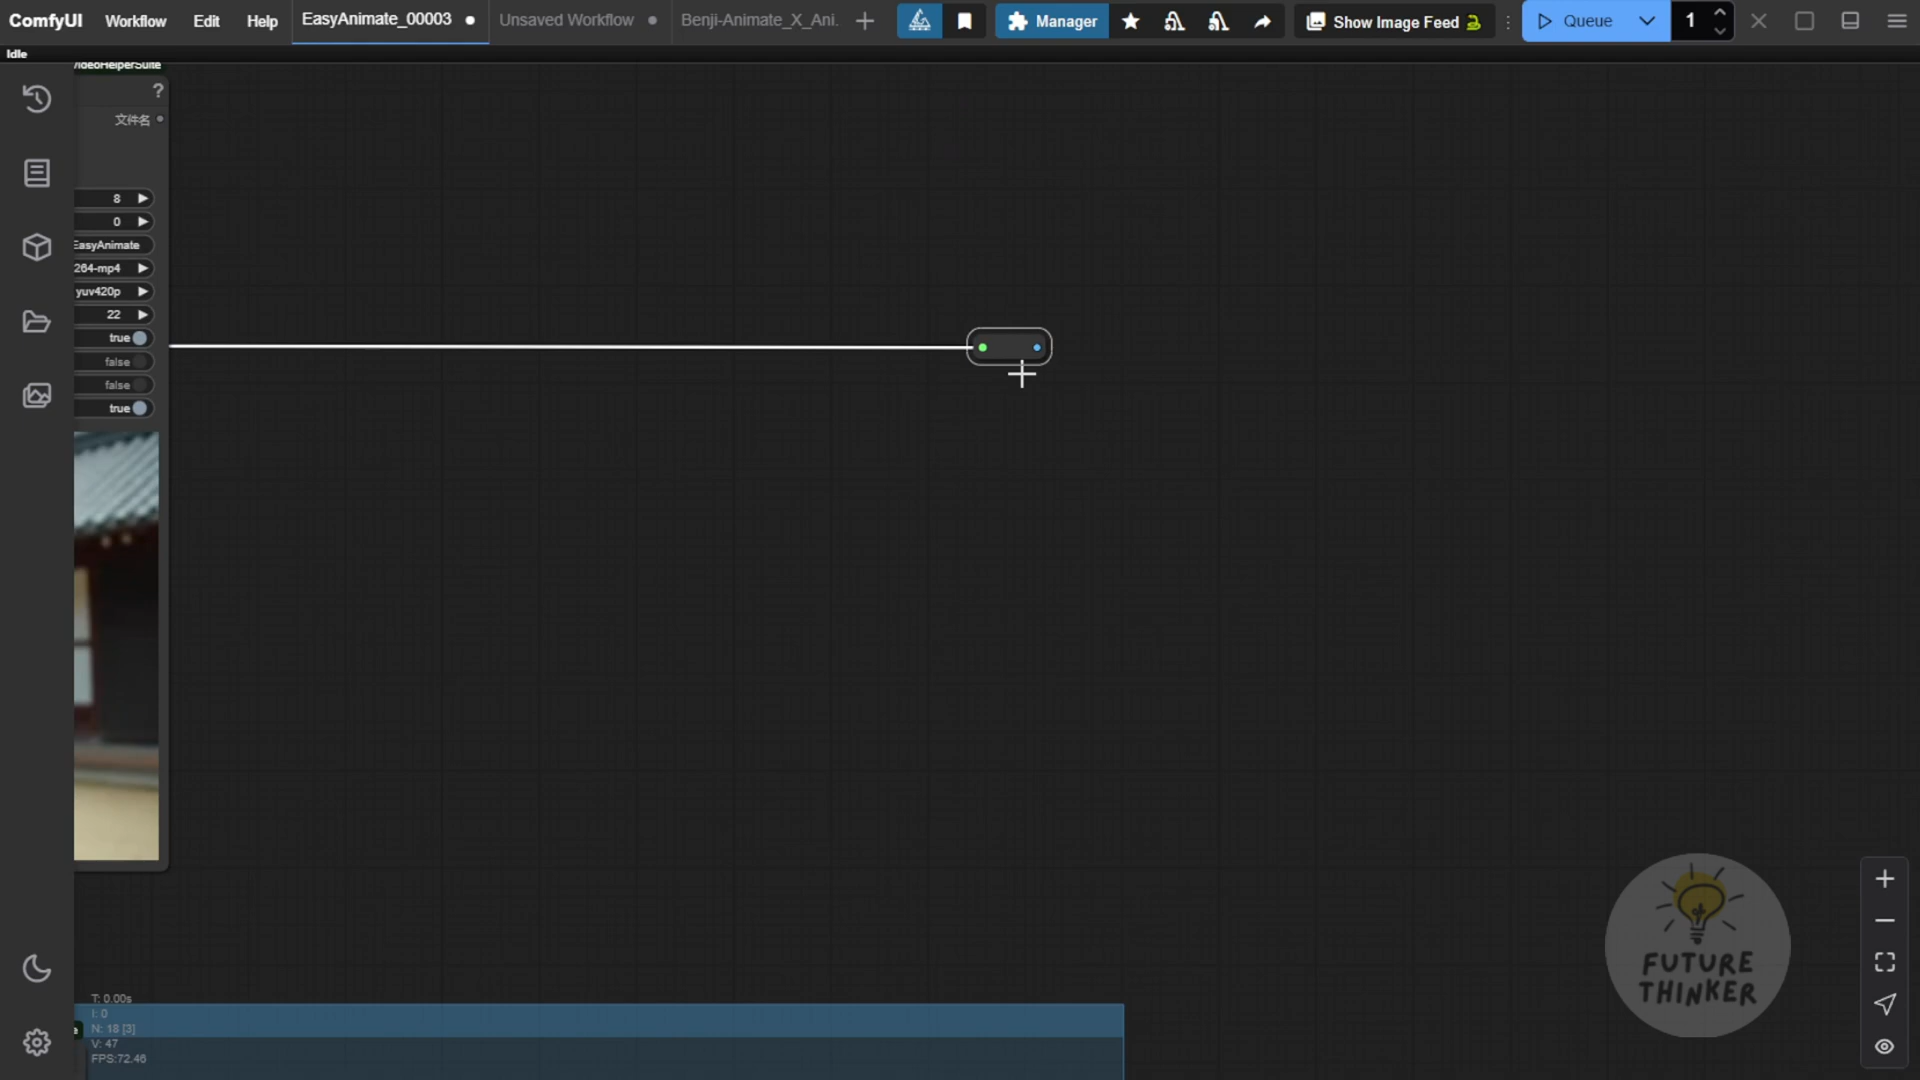 ComfyUI Workflow Edit Help EasyAnimate_00003 Unsaved Workflow Benji-Animate_X_Ani. Manager Show Image Feed Queue 1
Idle
VideoHelperSuite
?
文件名
8
0
EasyAnimate
264-mp4
yuv420p
22
true
false
false
true
T: 0.00s
I: 0
N: 18 [3]
V: 47
FPS:72.46
FUTURE
THINKER